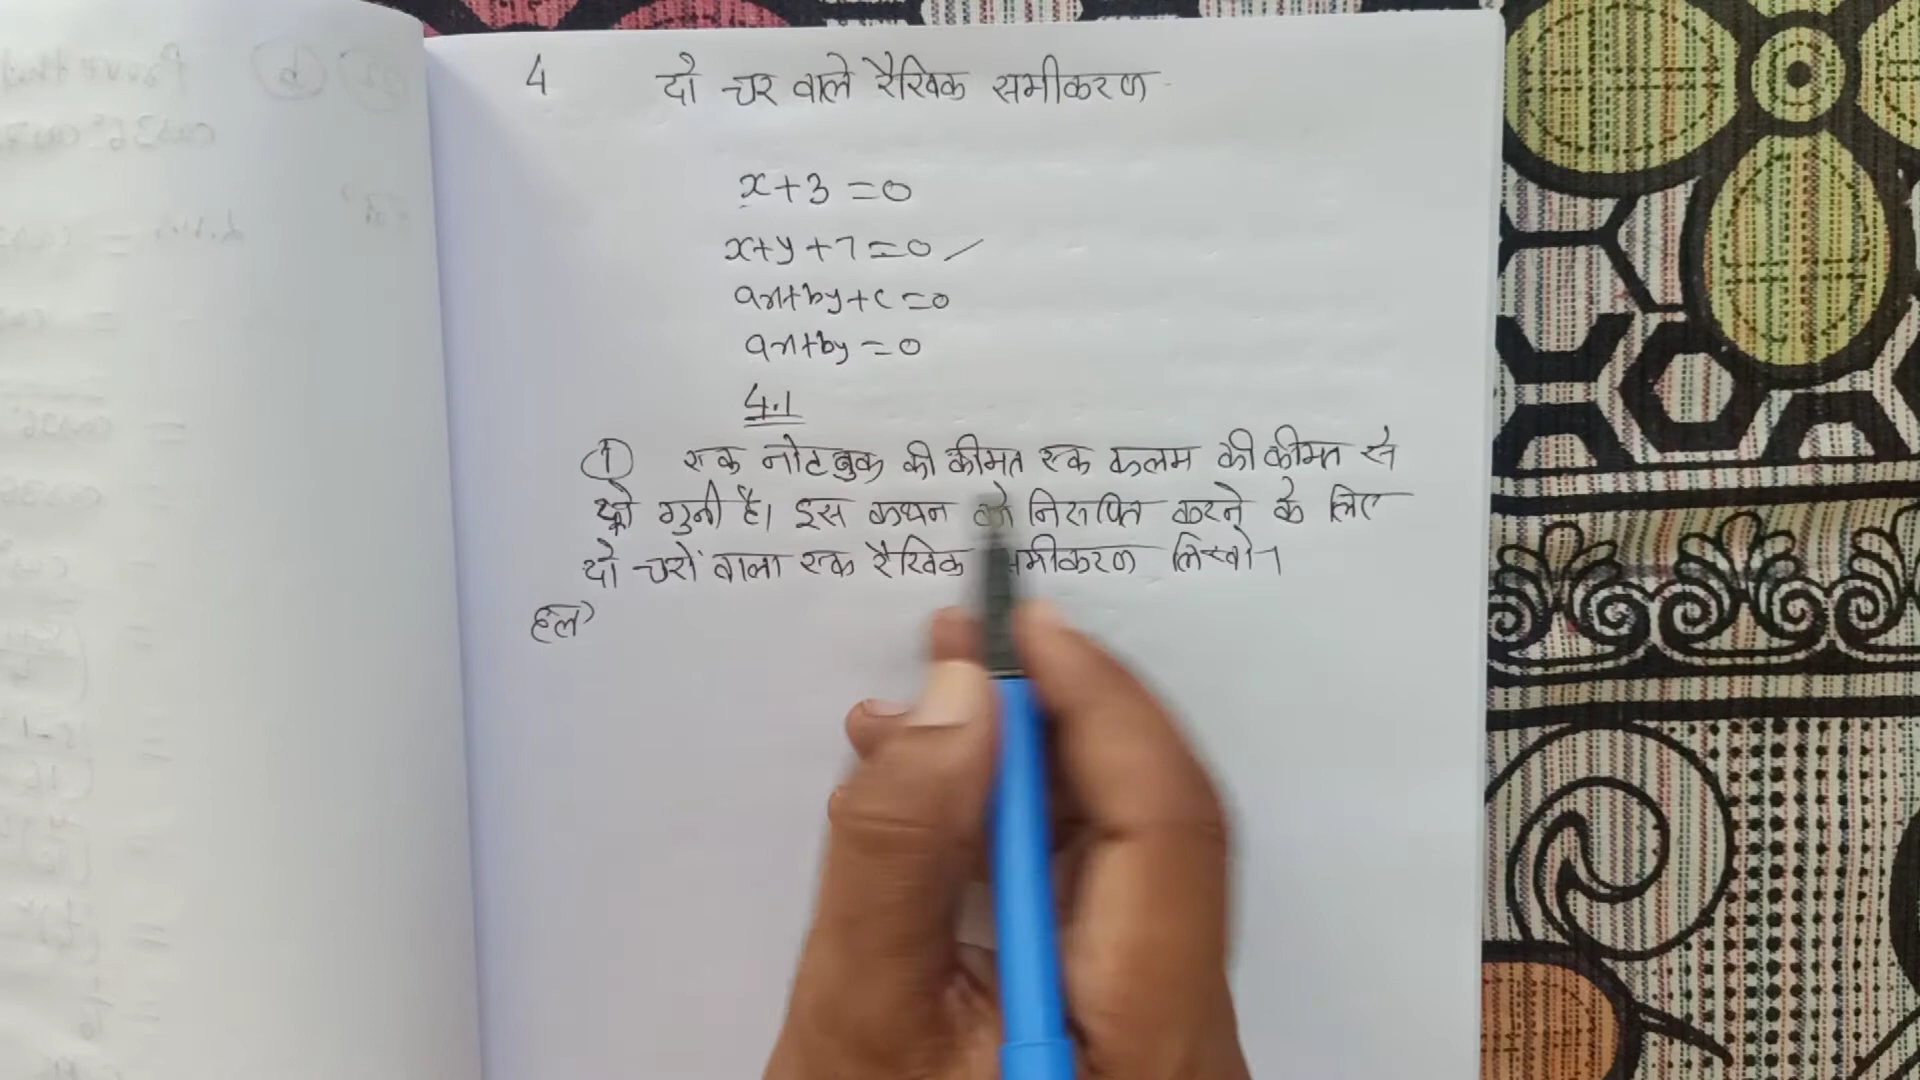 4 दो चर वाले रैखिक समीकरण
x+3=0
x+y+7=0
ax+by+c=0
ax+by=0
4.1
① एक नोटबुक की कीमत एक कलम की कीमत से
दो गुनी है। इस कथन को निरूपित करने के लिए
दो चरों वाला एक रैखिक समीकरण लिखो।
हल